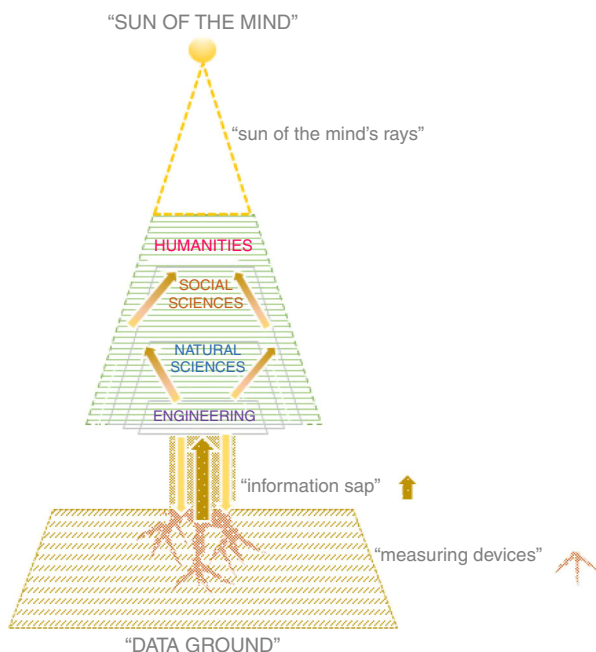 “SUN OF THE MIND”
“sun of the mind’s rays”
HUMANITIES
SOCIAL
SCIENCES
NATURAL
SCIENCES
ENGINEERING
“information sap”
“measuring devices”
“DATA GROUND”